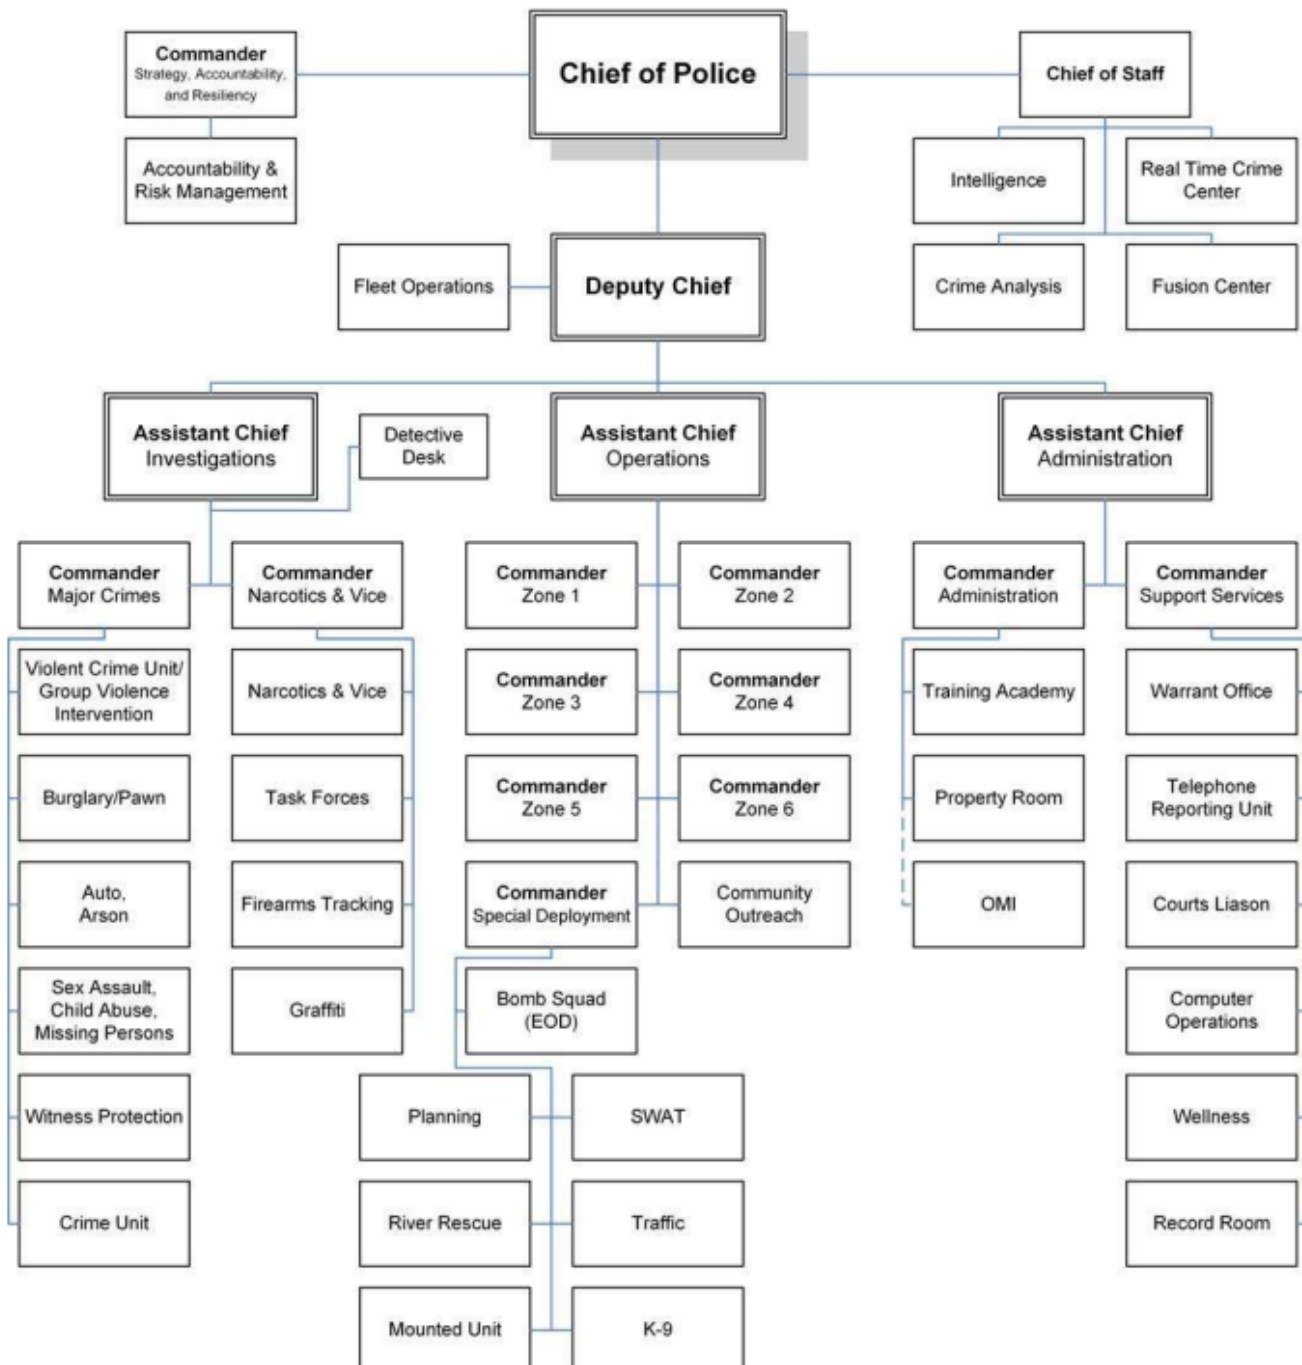 Commander
Strategy, Accountability,
and Resiliency
Chief of Police
Chief of Staff
Accountability &
Risk Management
Intelligence
Real Time Crime
Center
Fleet Operations
Deputy Chief
Crime Analysis
Fusion Center
Assistant Chief
Investigations
Detective
Desk
Assistant Chief
Operations
Assistant Chief
Administration
Commander
Major Crimes
Commander
Narcotics & Vice
Commander
Zone 1
Commander
Zone 2
Commander
Administration
Commander
Support Services
Violent Crime Unit/
Group Violence
Intervention
Narcotics & Vice
Commander
Zone 3
Commander
Zone 4
Training Academy
Warrant Office
Burglary/Pawn
Task Forces
Commander
Zone 5
Commander
Zone 6
Property Room
Telephone
Reporting Unit
Auto,
Arson
Firearms Tracking
Commander
Special Deployment
Community
Outreach
OMI
Courts Liason
Sex Assault,
Child Abuse,
Missing Persons
Graffiti
Bomb Squad
(EOD)
Computer
Operations
Witness Protection
Planning
SWAT
Wellness
Crime Unit
River Rescue
Traffic
Record Room
Mounted Unit
K-9